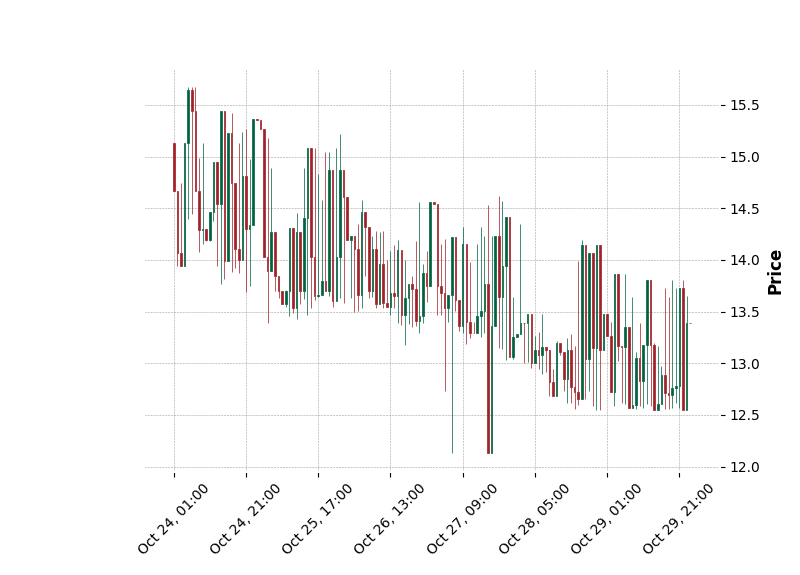 15.5
15.0
14.5
14.0
13.5
13.0
12.5
12.0
Price
Oct 24, 01:00
Oct 24, 21:00
Oct 25, 17:00
Oct 26, 13:00
Oct 27, 09:00
Oct 28, 05:00
Oct 29, 01:00
Oct 29, 21:00